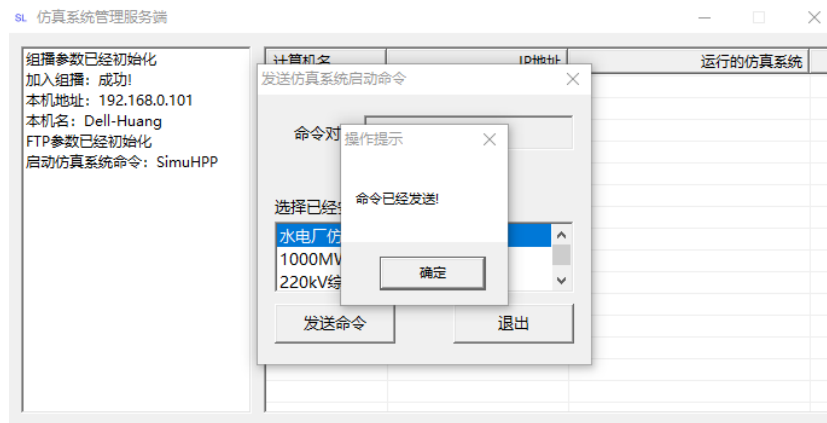 SL 仿真系统管理服务端
组播参数已经初始化
加入组播：成功!
本机地址：192.168.0.101
本机名：Dell-Huang
FTP参数已经初始化
启动仿真系统命令：SimuHPP
计算机名 IP地址 运行的仿真系统
发送仿真系统启动命令
命令对
操作提示
命令已经发送!
确定
选择已经
水电厂仿
1000MW
220kV综
发送命令 退出